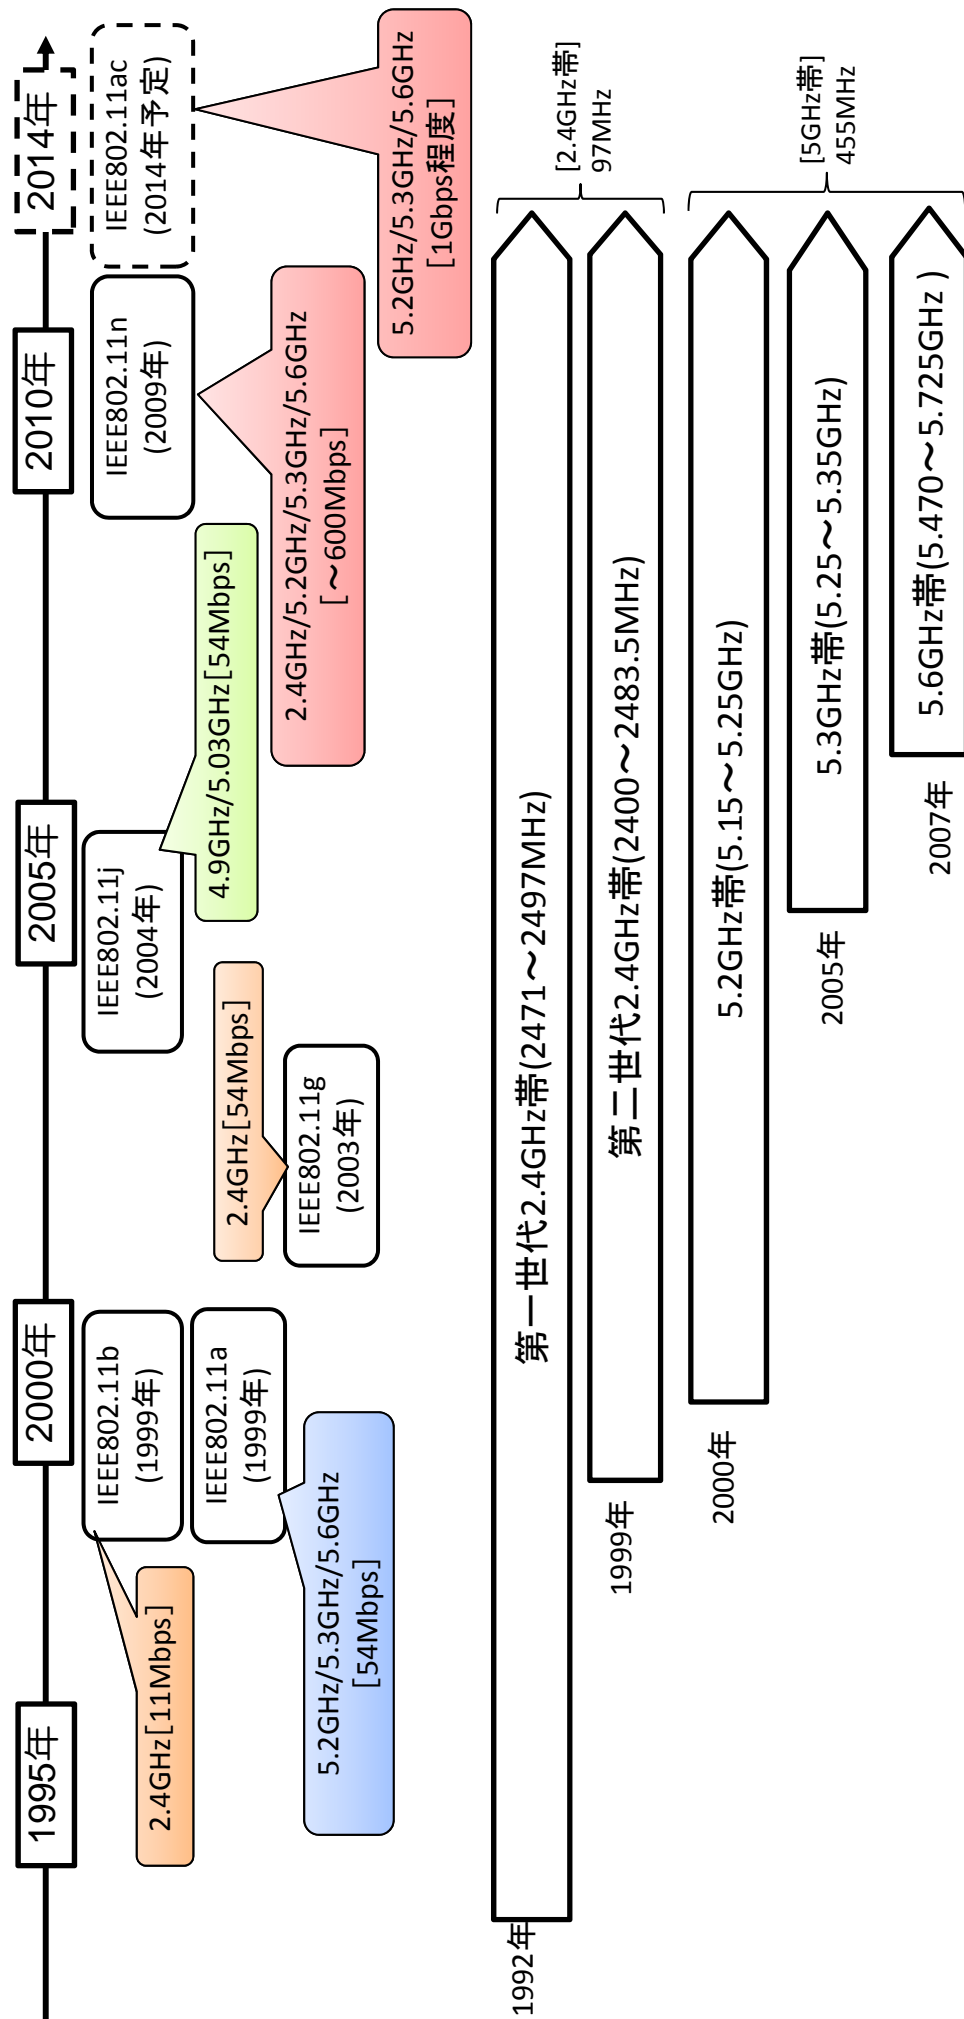 1995年
2000年
2005年
2010年
2014年
IEEE802.11b
(1999年)
2.4GHz[11Mbps]
IEEE802.11a
(1999年)
5.2GHz/5.3GHz/5.6GHz
[54Mbps]
2.4GHz[54Mbps]
IEEE802.11g
(2003年)
IEEE802.11j
(2004年)
4.9GHz/5.03GHz[54Mbps]
IEEE802.11n
(2009年)
2.4GHz/5.2GHz/5.3GHz/5.6GHz
[～600Mbps]
IEEE802.11ac
(2014年予定)
5.2GHz/5.3GHz/5.6GHz
[1Gbps程度]
1992年
第一世代2.4GHz帯(2471～2497MHz)
1999年
第二世代2.4GHz帯(2400～2483.5MHz)
[2.4GHz帯]
97MHz
2000年
5.2GHz帯(5.15～5.25GHz)
2005年
5.3GHz帯(5.25～5.35GHz)
2007年
5.6GHz帯(5.470～5.725GHz )
[5GHz帯]
455MHz